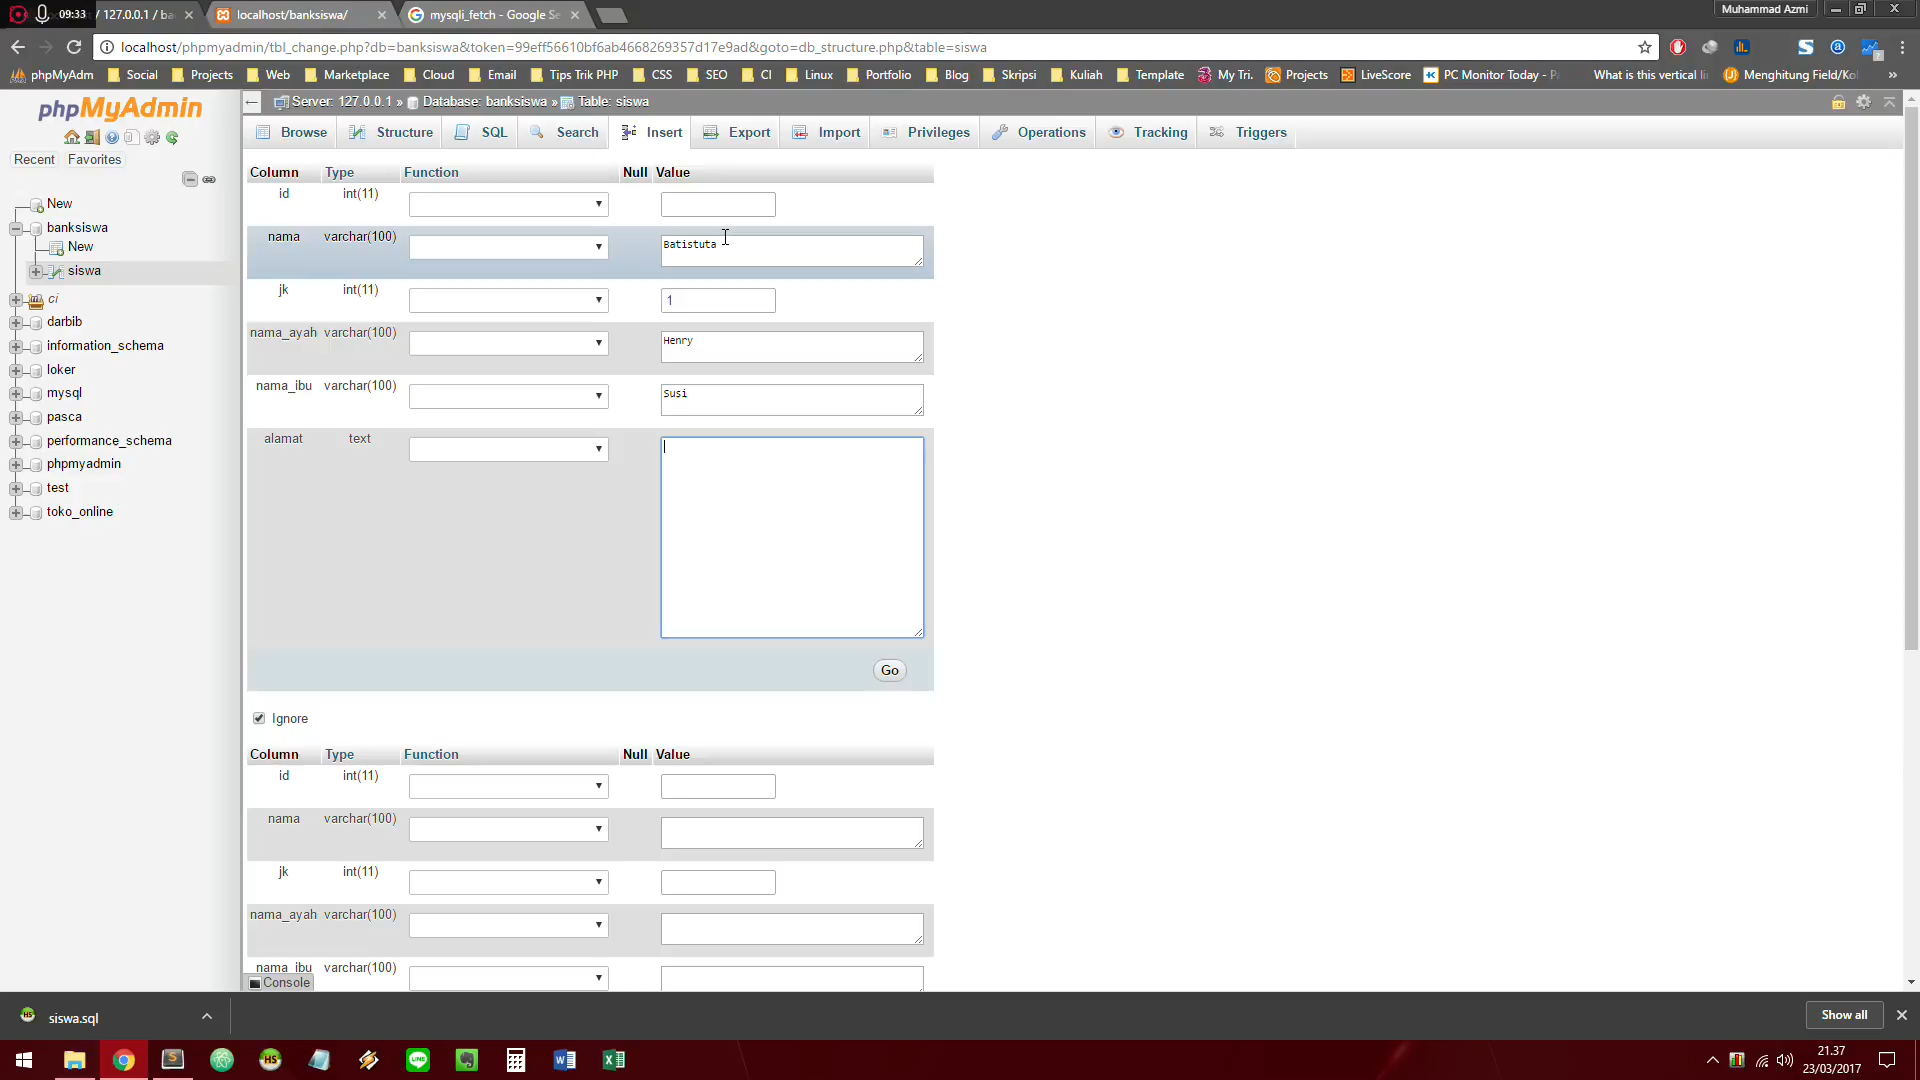 09:33 / 127.0.0.1 / ba localhost/banksiswa/ mysqli_fetch - Google Se Muhammad Azmi
localhost/phpmyadmin/tbl_change.php?db=banksiswa&token=99eff56610bf6ab4668269357d17e9ad&goto=db_structure.php&table=siswa
phpMyAdm Social Projects Web Marketplace Cloud Email Tips Trik PHP CSS SEO CI Linux Portfolio Blog Skripsi Kuliah Template My Tri. Projects LiveScore PC Monitor Today - Pa What is this vertical li Menghitung Field/Kol »
phpMyAdmin
Recent Favorites
New
banksiswa
New
siswa
ci
darbib
information_schema
loker
mysql
pasca
performance_schema
phpmyadmin
test
toko_online
Server: 127.0.0.1 » Database: banksiswa » Table: siswa
Browse Structure SQL Search Insert Export Import Privileges Operations Tracking Triggers
Column Type Function Null Value
id int(11)
nama varchar(100) Batistuta
jk int(11) 1
nama_ayah varchar(100) Henry
nama_ibu varchar(100) Susi
alamat text
Go
Ignore
Column Type Function Null Value
id int(11)
nama varchar(100)
jk int(11)
nama_ayah varchar(100)
nama_ibu varchar(100)
Console
siswa.sql Show all
21.37
23/03/2017